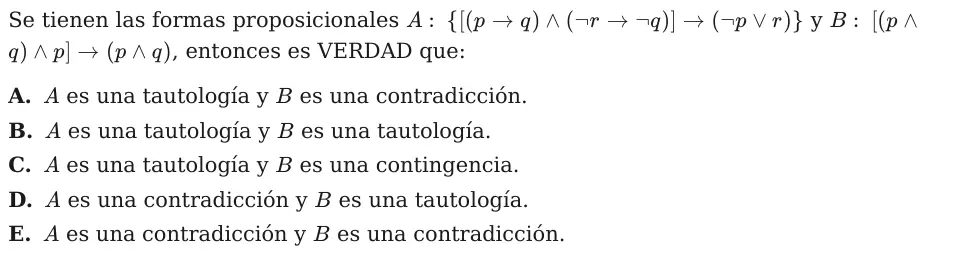 Se tienen las formas proposicionales A : {[(p → q) ∧ (¬r → ¬q)] → (¬p ∨ r)} y B : [(p ∧
q) ∧ p] → (p ∧ q), entonces es VERDAD que:
A. A es una tautología y B es una contradicción.
B. A es una tautología y B es una tautología.
C. A es una tautología y B es una contingencia.
D. A es una contradicción y B es una tautología.
E. A es una contradicción y B es una contradicción.